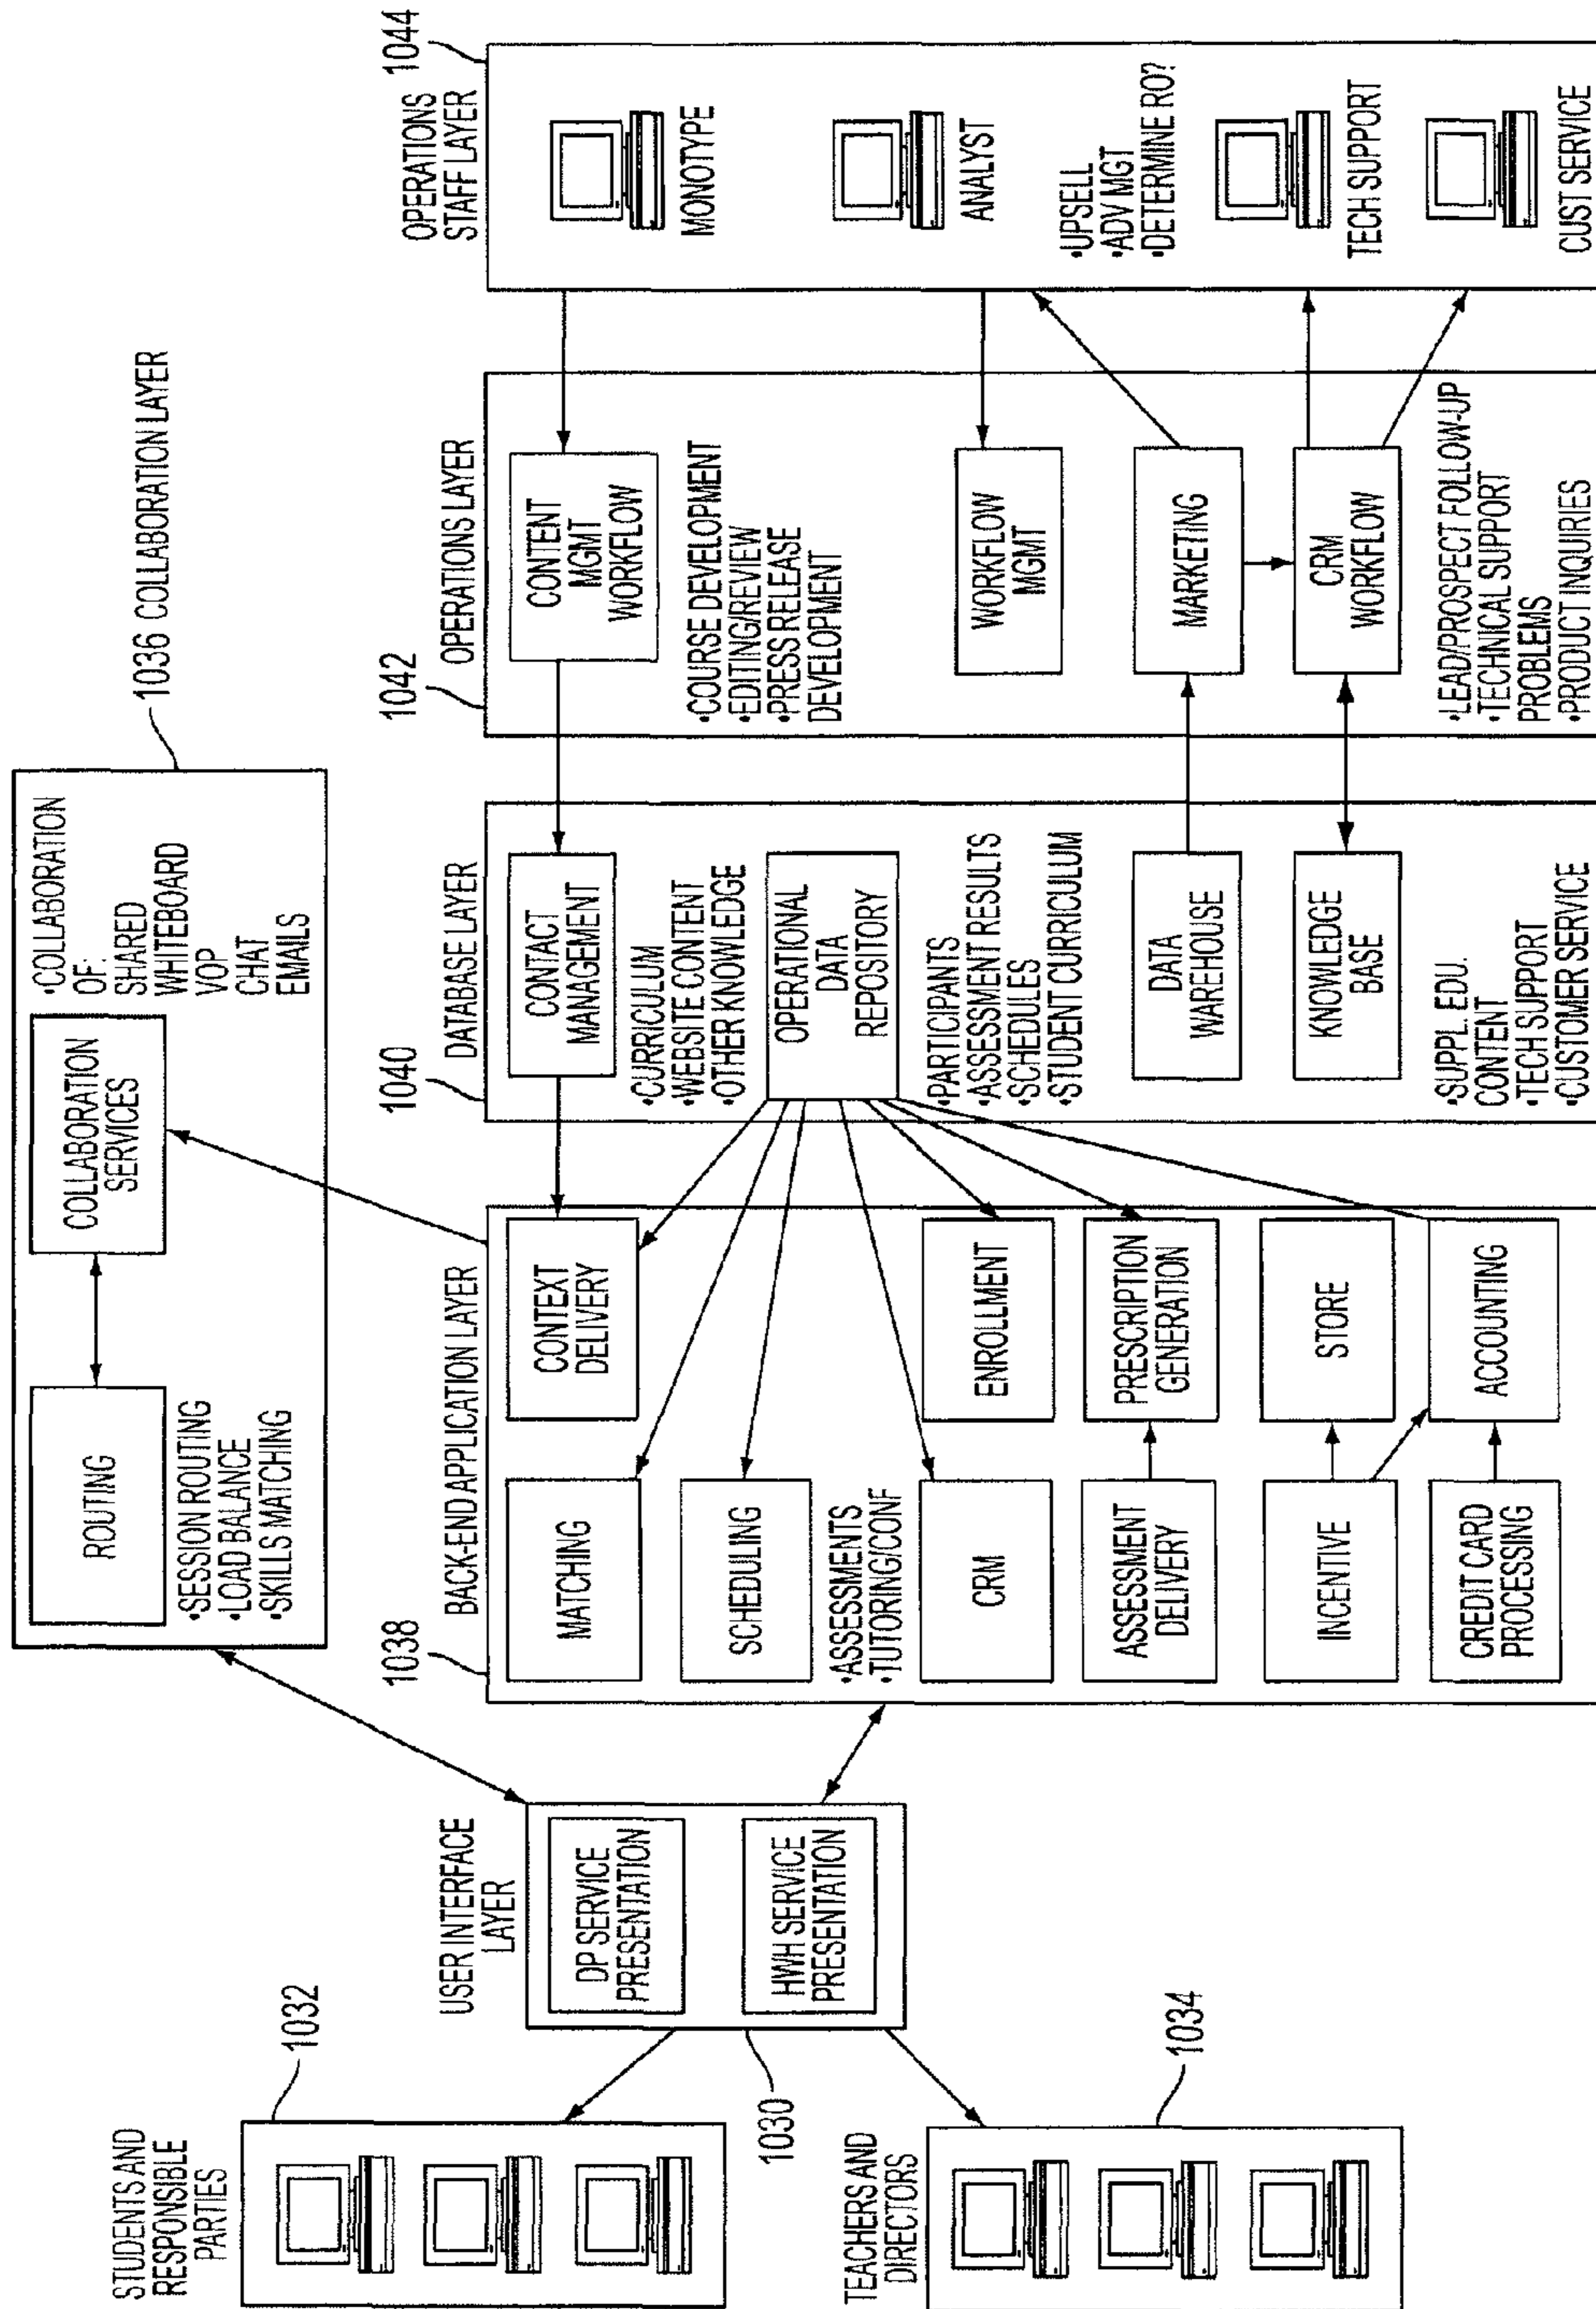 STUDENTS AND
RESPONSIBLE
PARTIES
1032
TEACHERS AND
DIRECTORS
1034
USER INTERFACE
LAYER
DP SERVICE
PRESENTATION
HWH SERVICE
PRESENTATION
1030
1036 COLLABORATION LAYER
ROUTING
•SESSION ROUTING
•LOAD BALANCE
•SKILLS MATCHING
COLLABORATION
SERVICES
•COLLABORATION
OF:
SHARED
WHITEBOARD
VOP
CHAT
EMAILS
1038
BACK-END APPLICATION LAYER
MATCHING
CONTEXT
DELIVERY
SCHEDULING
•ASSESSMENTS
•TUTORING/CONF
CRM
ENROLLMENT
ASSESSMENT
DELIVERY
PRESCRIPTION
GENERATION
INCENTIVE
STORE
CREDIT CARD
PROCESSING
ACCOUNTING
1040
DATABASE LAYER
CONTACT
MANAGEMENT
•CURRICULUM
•WEBSITE CONTENT
•OTHER KNOWLEDGE
OPERATIONAL
DATA
REPOSITORY
•PARTICIPANTS
•ASSESSMENT RESULTS
•SCHEDULES
•STUDENT CURRICULUM
DATA
WAREHOUSE
KNOWLEDGE
BASE
•SUPPL. EDU.
CONTENT
•TECH SUPPORT
•CUSTOMER SERVICE
1042
OPERATIONS LAYER
CONTENT
MGMT
WORKFLOW
•COURSE DEVELOPMENT
•EDITING/REVIEW
•PRESS RELEASE
DEVELOPMENT
WORKFLOW
MGMT
MARKETING
CRM
WORKFLOW
•LEAD/PROSPECT FOLLOW-UP
•TECHNICAL SUPPORT
PROBLEMS
•PRODUCT INQUIRIES
OPERATIONS
STAFF LAYER
1044
MONOTYPE
ANALYST
•UPSELL
•ADV MGT
•DETERMINE RO?
TECH SUPPORT
CUST SERVICE